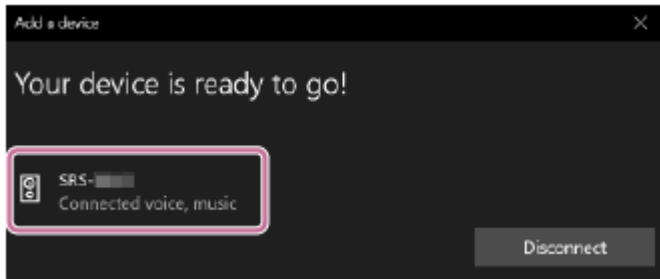 Add a device
Your device is ready to go!
SRS-
Connected voice, music
Disconnect